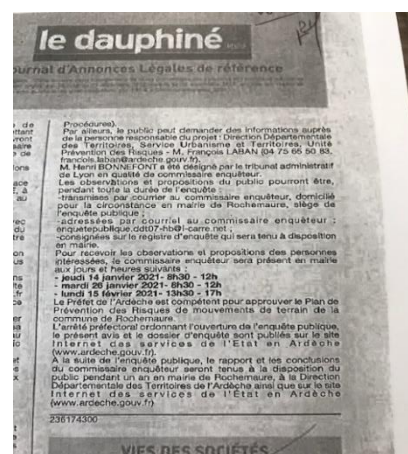 le dauphiné
Journal d'Annonces Légales de référence
Procédures).
Par ailleurs, le public peut demander des informations auprès
de la personne responsable du projet : Direction Départementale
des Territoires, Service Urbanisme et Territoires, Unité
Prévention des Risques - M. François LABAN (04 75 65 50 83,
francois.laban@ardeche.gouv.fr).
M. Henri BONNEFONT a été désigné par le tribunal administratif
de Lyon en qualité de commissaire enquêteur.
Les observations et propositions du public pourront être,
pendant toute la durée de l'enquête :
-transmises par courrier au commissaire enquêteur, domicilié
pour la circonstance en mairie de Rochemaure, siège de
l'enquête publique ;
-adressées par courriel au commissaire enquêteur :
enquetepublique.ddt07-hb@i-carre.net ;
-consignées sur le registre d'enquête qui sera tenu à disposition
en mairie.
Pour recevoir les observations et propositions des personnes
intéressées, le commissaire enquêteur sera présent en mairie
aux jours et heures suivants :
- jeudi 14 janvier 2021- 8h30 - 12h
- mardi 26 janvier 2021- 8h30 - 12h
- lundi 15 février 2021- 13h30 - 17h
Le Préfet de l'Ardèche est compétent pour approuver le Plan de
Prévention des Risques de mouvements de terrain de la
commune de Rochemaure.
L'arrêté préfectoral ordonnant l'ouverture de l'enquête publique,
le présent avis et le dossier d'enquête sont publiés sur le site
Internet des services de l'État en Ardèche
(www.ardeche.gouv.fr).
A la suite de l'enquête publique, le rapport et les conclusions
du commissaire enquêteur seront tenus à la disposition du
public pendant un an en mairie de Rochemaure, à la Direction
Départementale des Territoires de l'Ardèche ainsi que sur le site
Internet des services de l'État en Ardèche
(www.ardeche.gouv.fr).
236174300
VIES DES SOCIÉTÉS